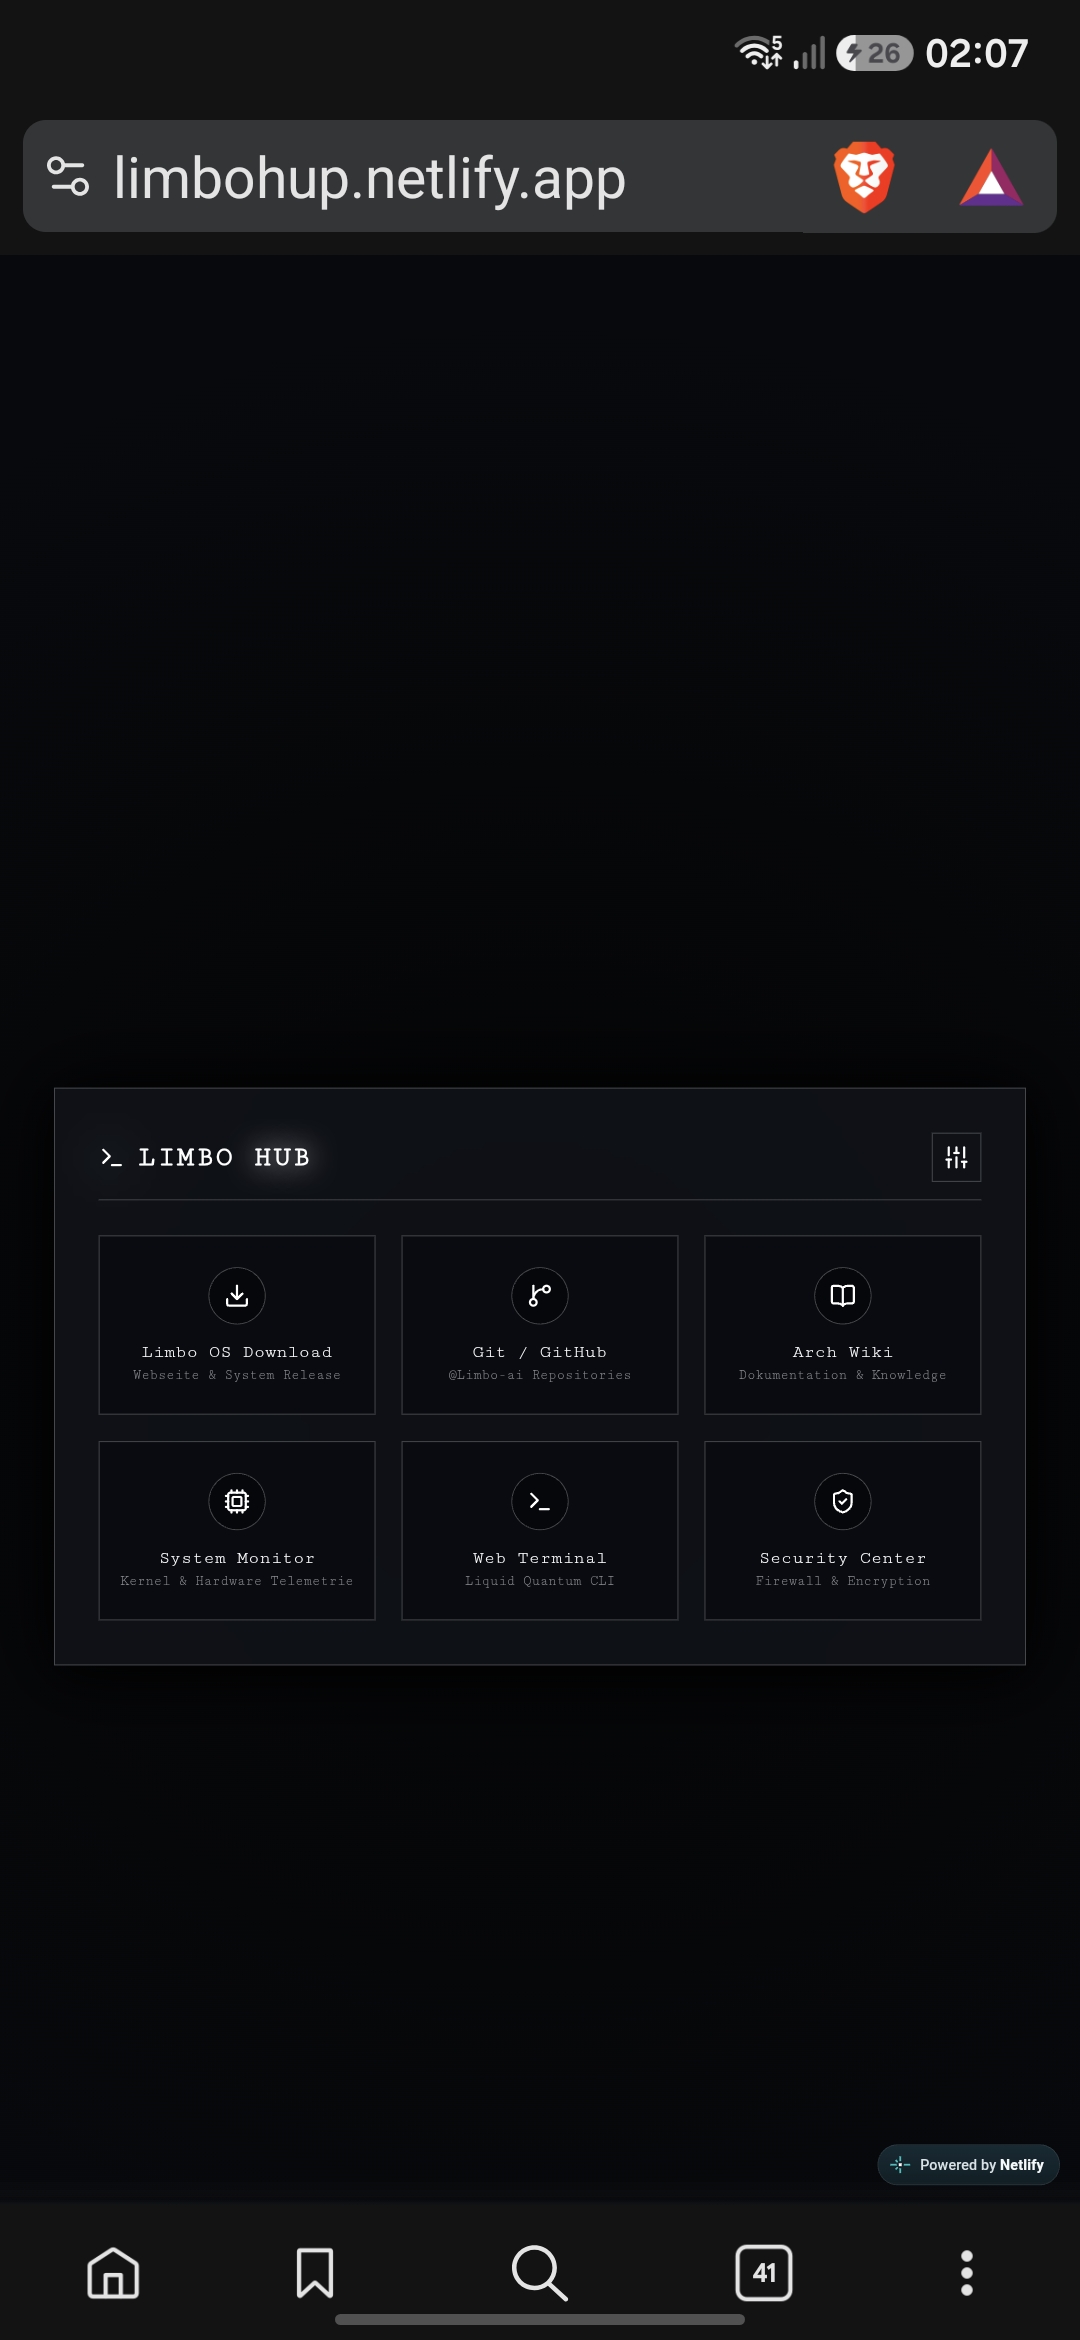 5 26 02:07
limbohup.netlify.app
LIMBO HUB
Limbo OS Download
Webseite & System Release
Git / GitHub
@Limbo-ai Repositories
Arch Wiki
Dokumentation & Knowledge
System Monitor
Kernel & Hardware Telemetrie
Web Terminal
Liquid Quantum CLI
Security Center
Firewall & Encryption
Powered by Netlify
41